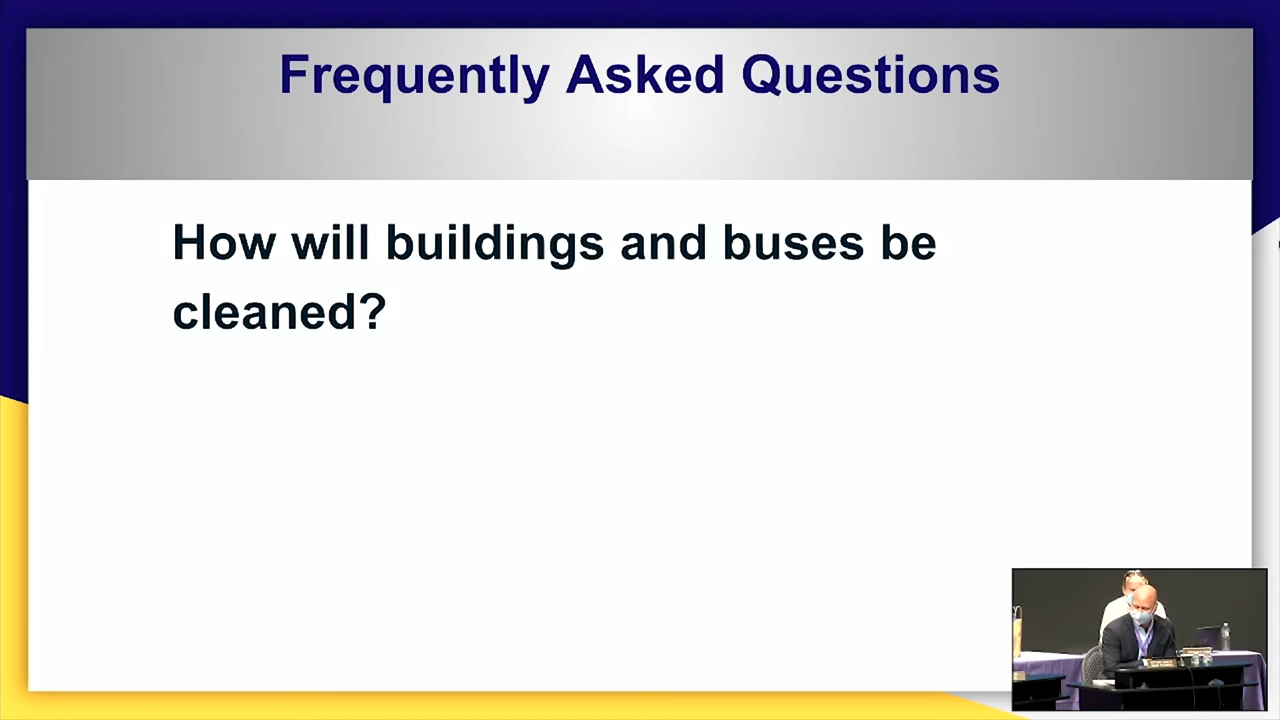 Frequently Asked Questions
How will buildings and buses be
cleaned?